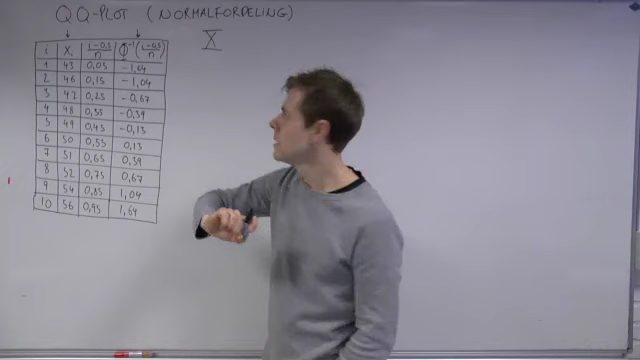 QQ-PLOT (NORMALFORDELING)
X
i Xᵢ (i-0,5)/n Φ⁻¹((i-0,5)/n)
1 43 0,05 -1,64
2 46 0,15 -1,04
3 47 0,25 -0,67
4 48 0,35 -0,39
5 49 0,45 -0,13
6 50 0,55 0,13
7 51 0,65 0,39
8 52 0,75 0,67
9 54 0,85 1,04
10 56 0,95 1,64